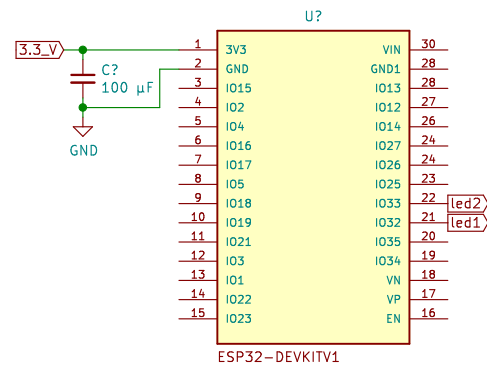 U?
3.3_V
C?
100 µF
GND
1 3V3 VIN 30
2 GND GND1 28
3 IO15 IO13 28
4 IO2 IO12 27
5 IO4 IO14 26
6 IO16 IO27 24
7 IO17 IO26 24
8 IO5 IO25 23
9 IO18 IO33 22 led2
10 IO19 IO32 21 led1
11 IO21 IO35 20
12 IO3 IO34 19
13 IO1 VN 18
14 IO22 VP 17
15 IO23 EN 16
ESP32-DEVKITV1